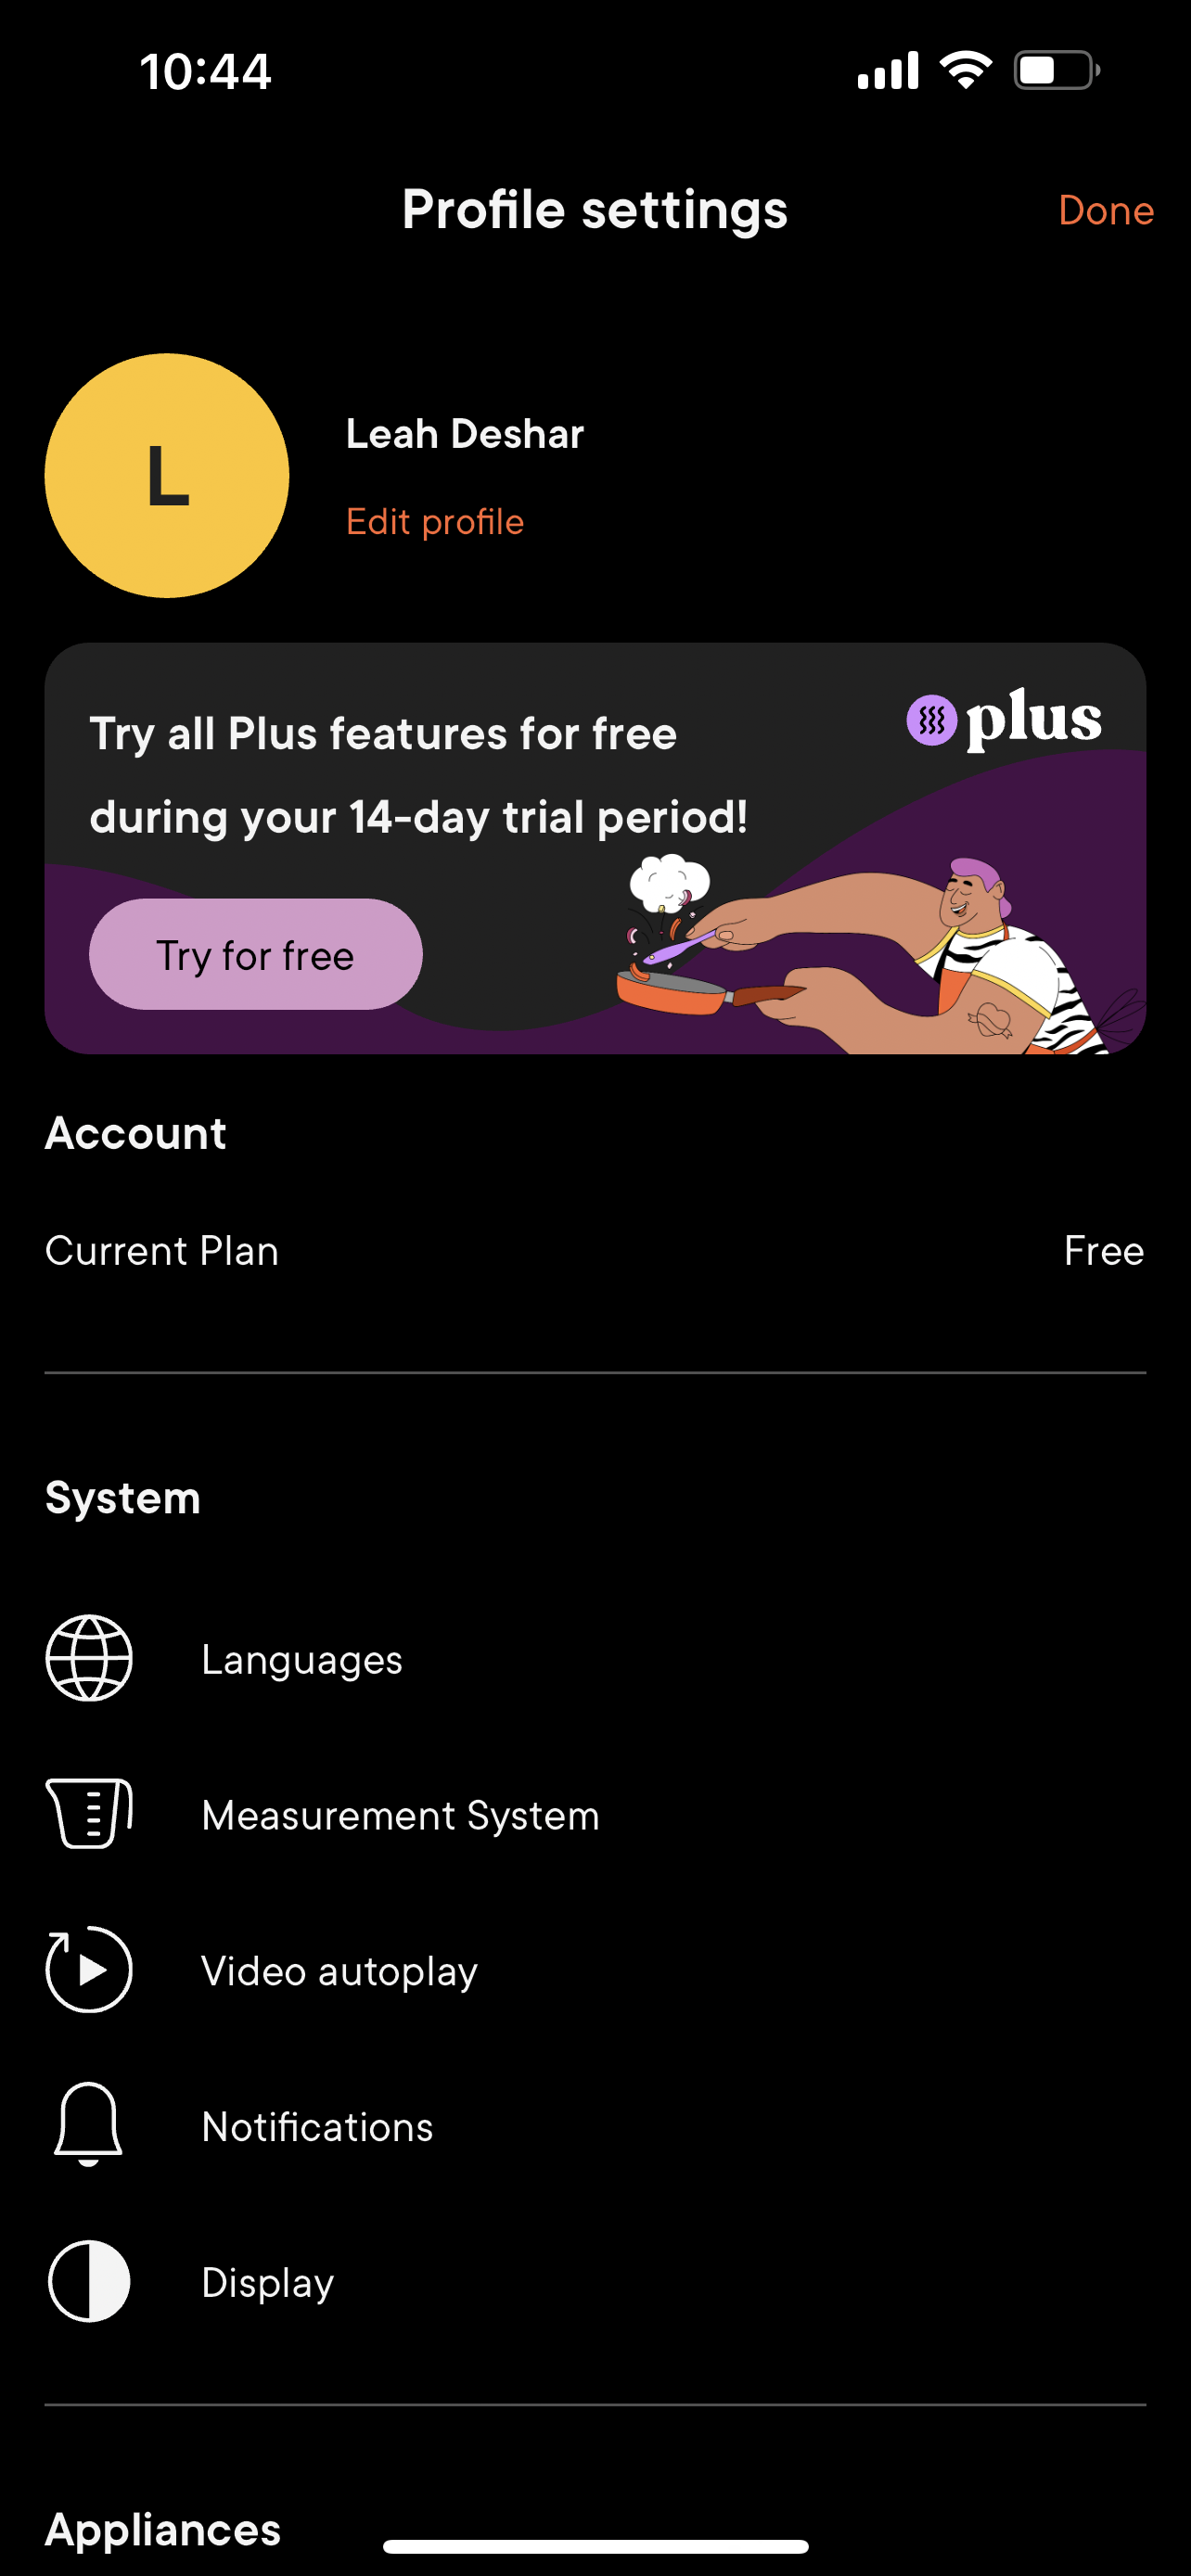 10:44
Profile settings
Done
L
Leah Deshar
Edit profile
Try all Plus features for free
during your 14-day trial period!
plus
Try for free
Account
Current Plan
Free
System
Languages
Measurement System
Video autoplay
Notifications
Display
Appliances